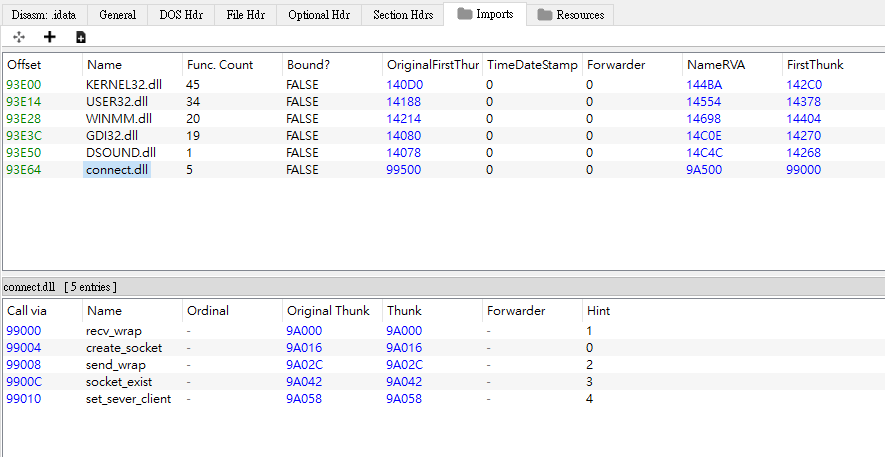 Disasm: .idata General DOS Hdr File Hdr Optional Hdr Section Hdrs Imports Resources
Offset Name Func. Count Bound? OriginalFirstThur TimeDateStamp Forwarder NameRVA FirstThunk
93E00 KERNEL32.dll 45 FALSE 140D0 0 0 144BA 142C0
93E14 USER32.dll 34 FALSE 14188 0 0 14554 14378
93E28 WINMM.dll 20 FALSE 14214 0 0 14698 14404
93E3C GDI32.dll 19 FALSE 14080 0 0 14C0E 14270
93E50 DSOUND.dll 1 FALSE 14078 0 0 14C4C 14268
93E64 connect.dll 5 FALSE 99500 0 0 9A500 99000
connect.dll [ 5 entries ]
Call via Name Ordinal Original Thunk Thunk Forwarder Hint
99000 recv_wrap - 9A000 9A000 - 1
99004 create_socket - 9A016 9A016 - 0
99008 send_wrap - 9A02C 9A02C - 2
9900C socket_exist - 9A042 9A042 - 3
99010 set_sever_client - 9A058 9A058 - 4